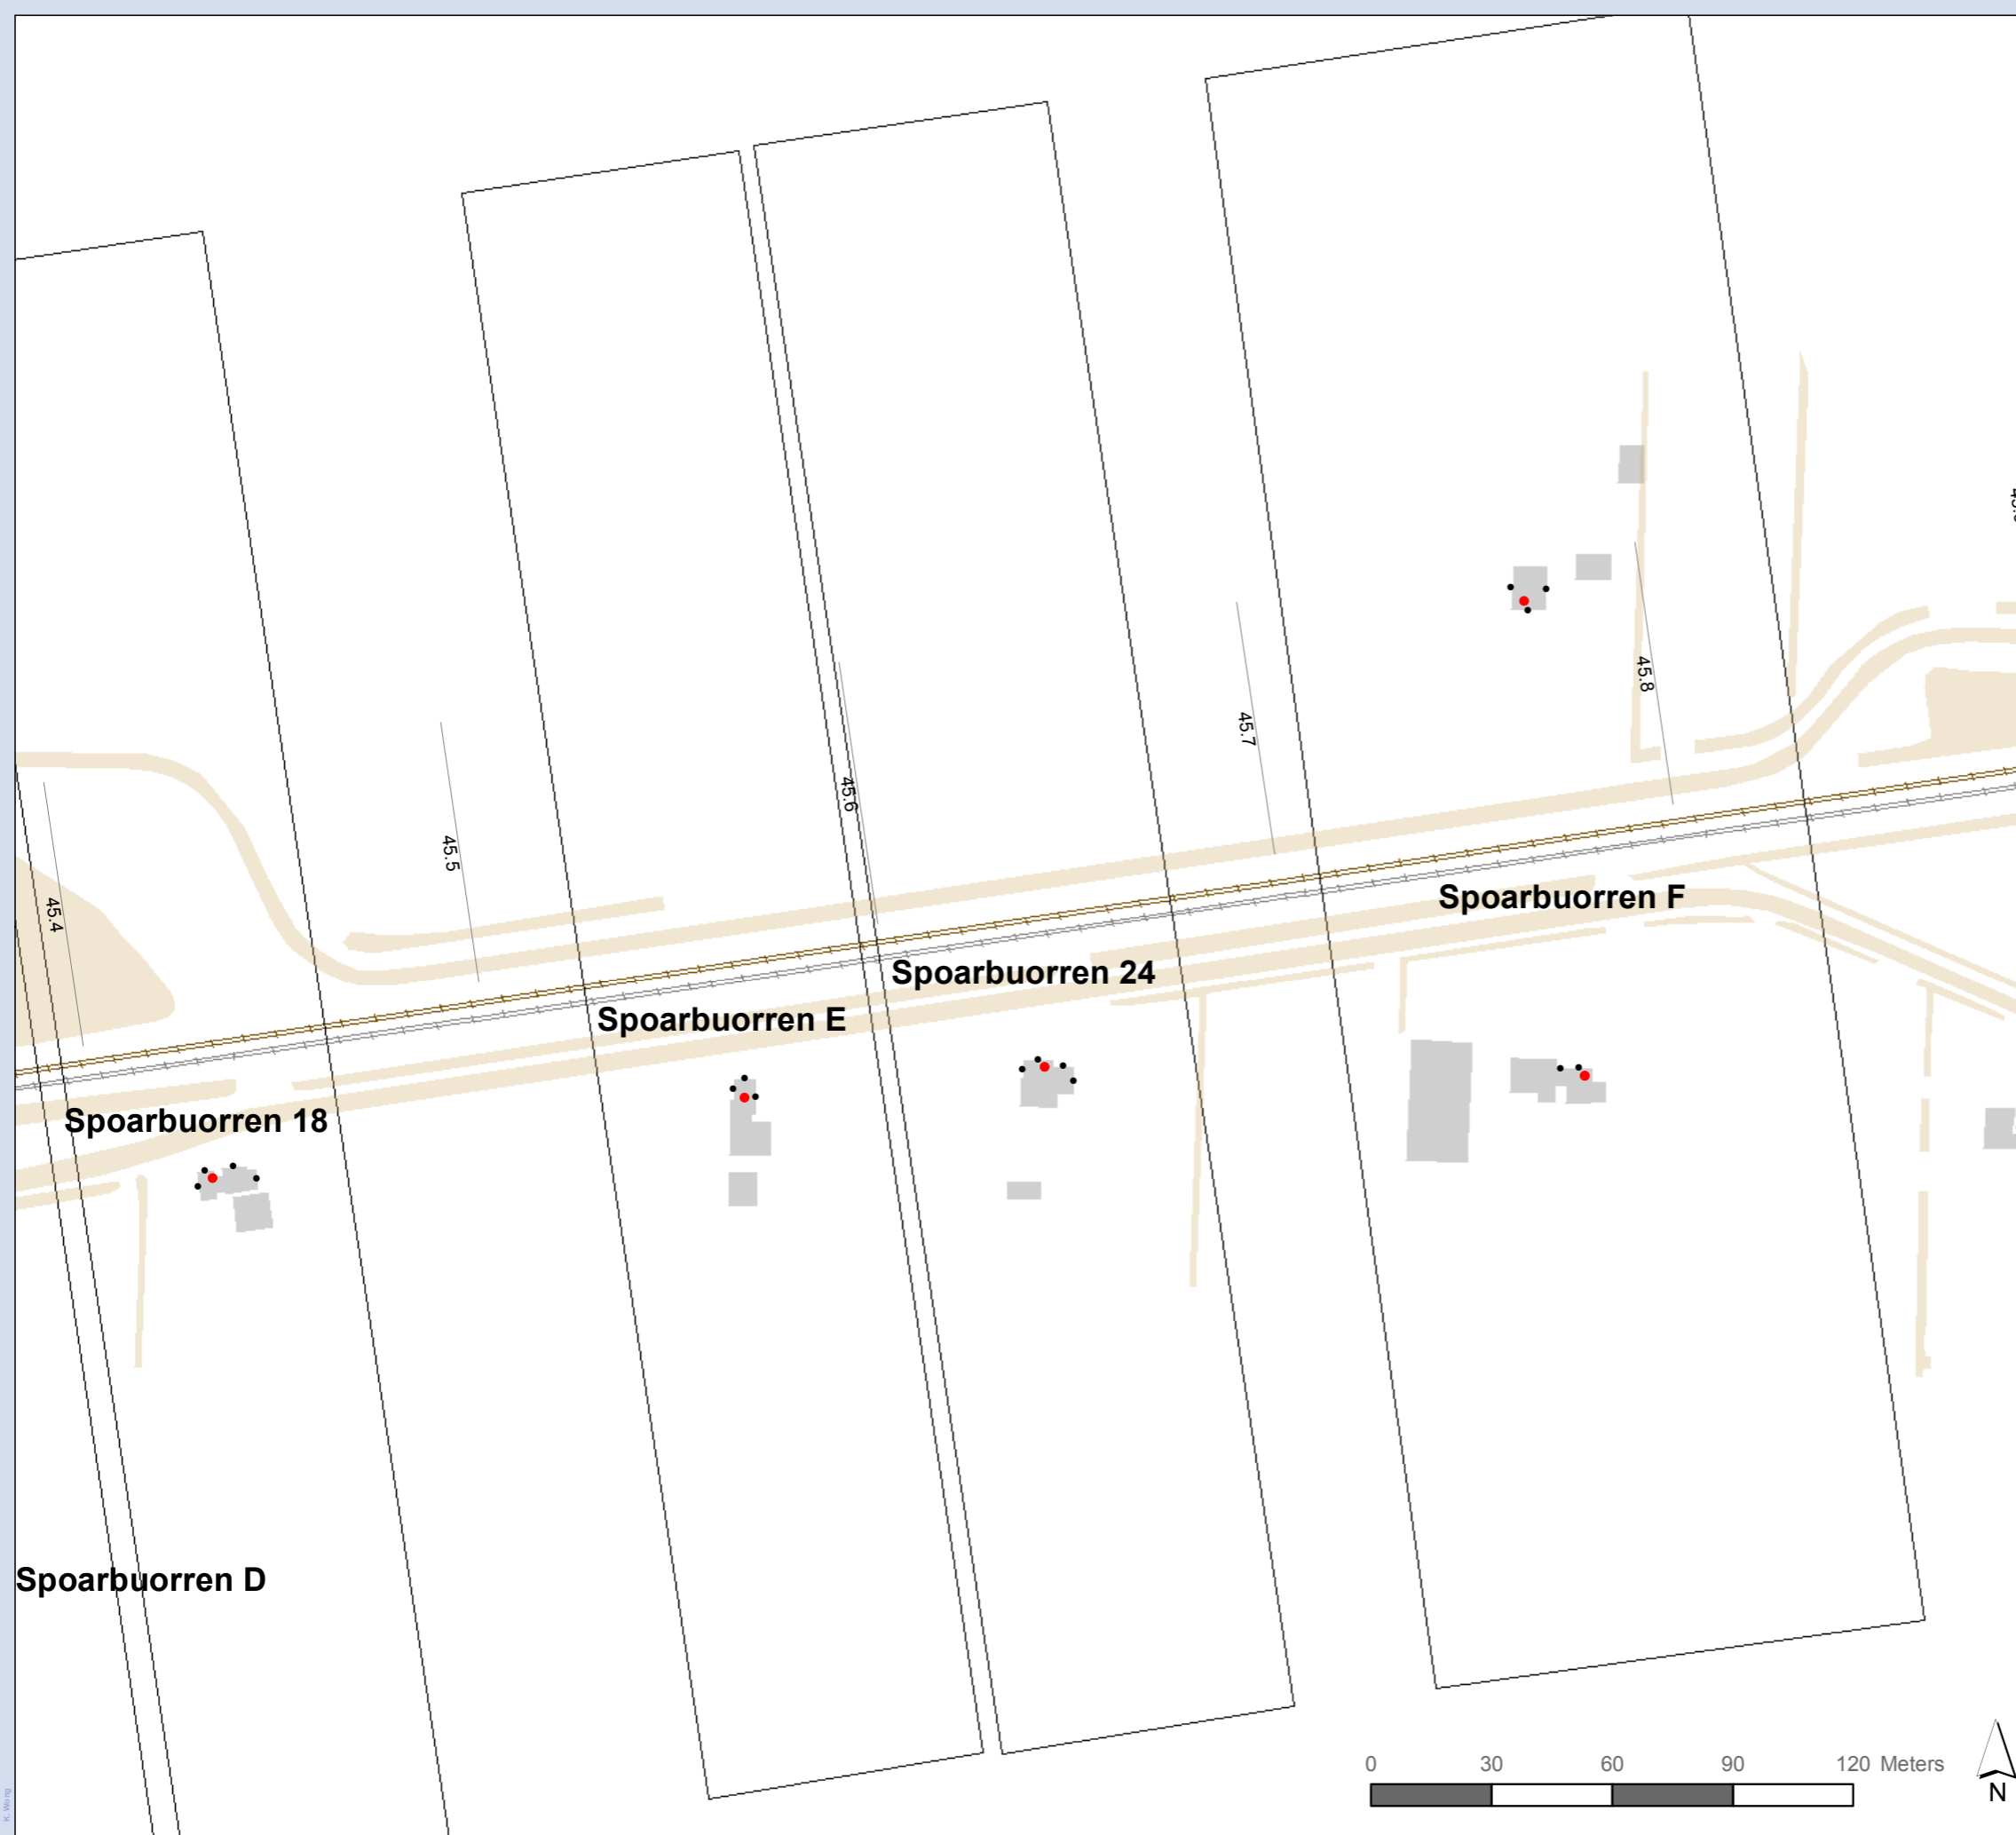 45.8
45.7
45.6
45.5
Spoarbuorren F
45.4
Spoarbuorren 24
Spoarbuorren E
Spoarbuorren 18
Spoarbuorren D
0 30 60 90 120 Meters
N
K. Wong